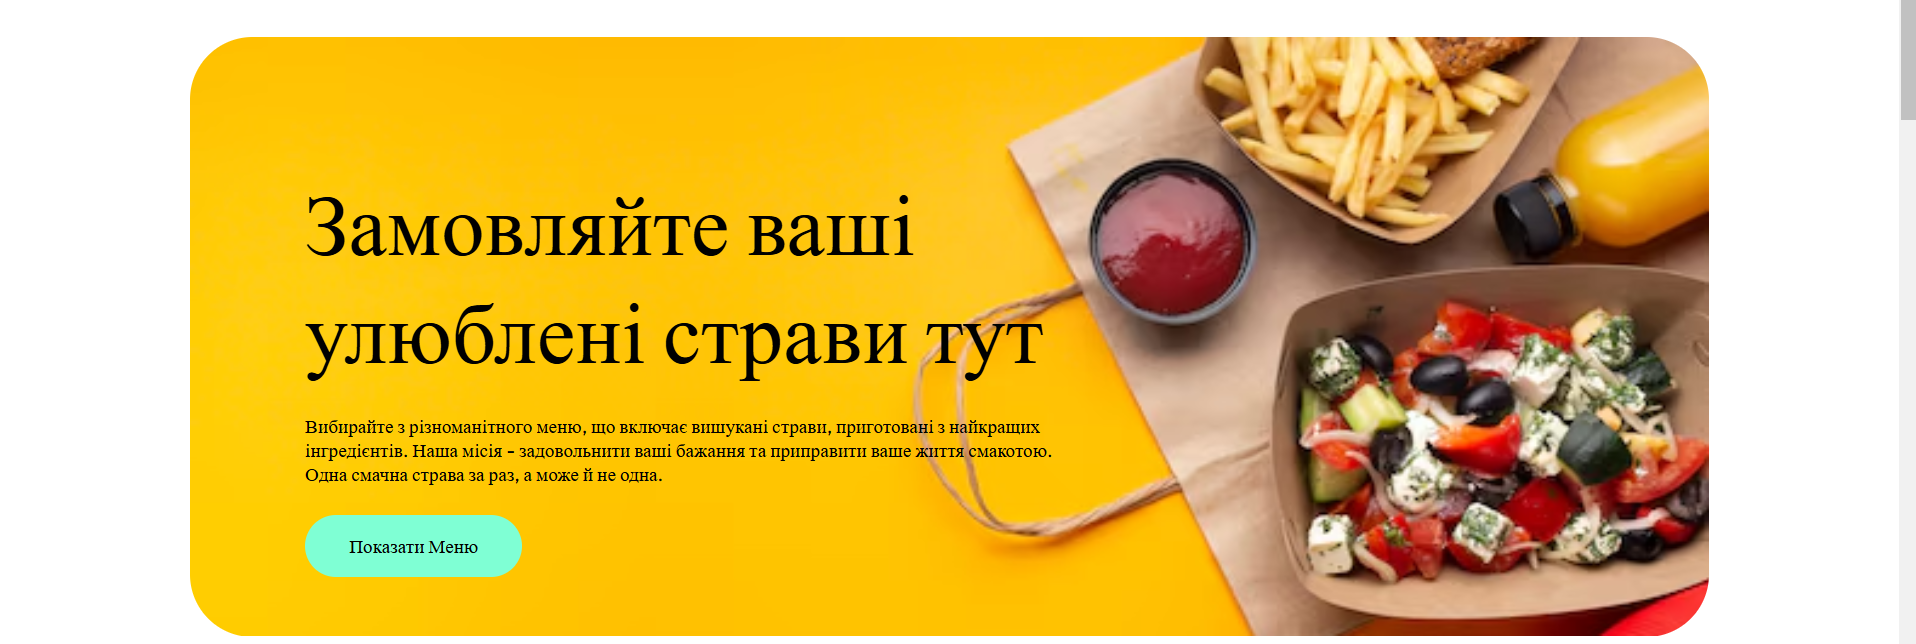 Замовляйте ваші
улюблені страви тут
Вибирайте з різноманітного меню, що включає вишукані страви, приготовані з найкращих
інгредієнтів. Наша місія - задовольнити ваші бажання та приправити ваше життя смакотою.
Одна смачна страва за раз, а може й не одна.
Показати Меню